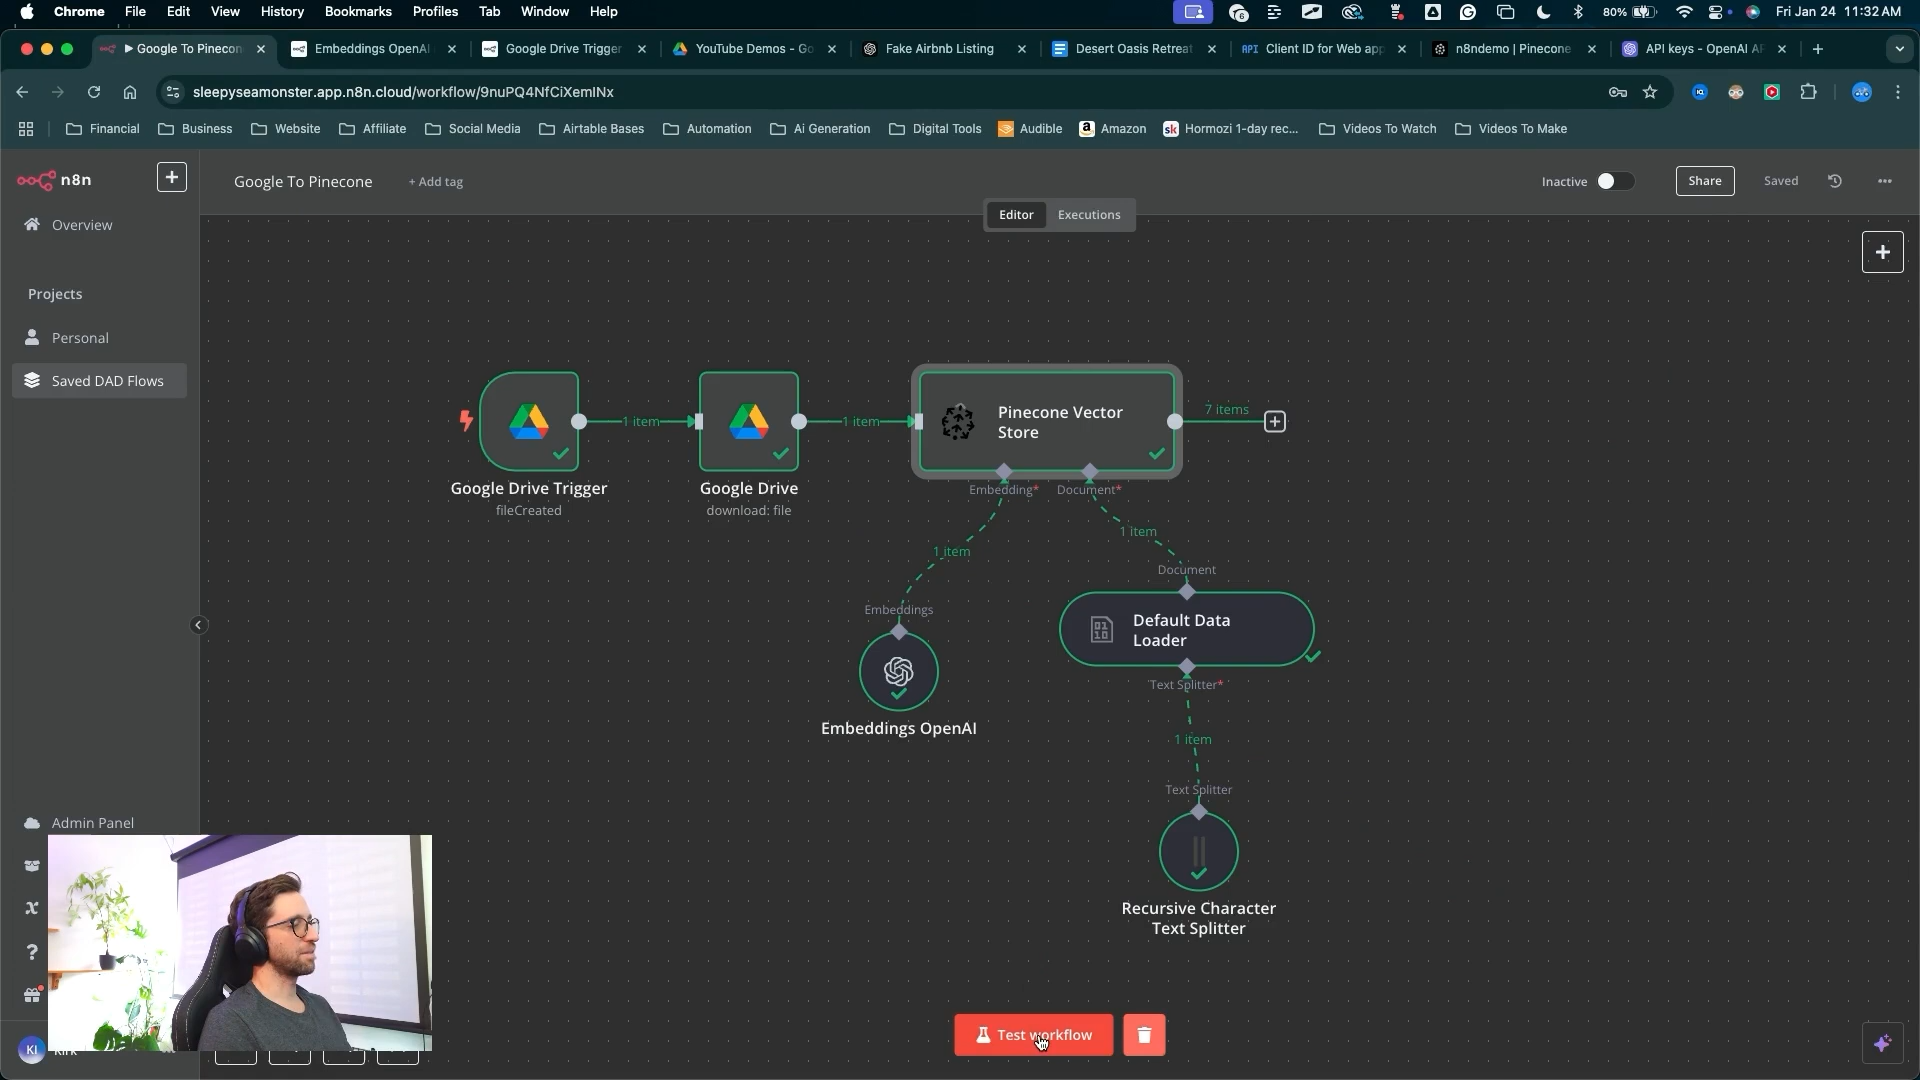 Chrome File Edit View History Bookmarks Profiles Tab Window Help
6
80%
Fri Jan 24 11:32 AM
Google To Pinecon
Embeddings OpenAI
Google Drive Trigger
YouTube Demos - Go
Fake Airbnb Listing
Desert Oasis Retreat
API Client ID for Web app
n8ndemo | Pinecone
API keys - OpenAI AP
sleepyseamonster.app.n8n.cloud/workflow/9nuPQ4NfCiXemINx
Financial Business Website Affiliate Social Media Airtable Bases Automation Ai Generation Digital Tools Audible Amazon sk Hormozi 1-day rec... Videos To Watch Videos To Make
n8n
Google To Pinecone
+ Add tag
Inactive
Share
Saved
Editor Executions
Overview
Projects
Personal
Saved DAD Flows
Admin Panel
KI
1 item
1 item
Pinecone Vector
Store
7 items
Google Drive Trigger
fileCreated
Google Drive
download: file
Embedding*
Document*
1 item
1 item
Document
Embeddings
Default Data
Loader
Text Splitter*
Embeddings OpenAI
1 item
Text Splitter
Recursive Character
Text Splitter
Test workflow